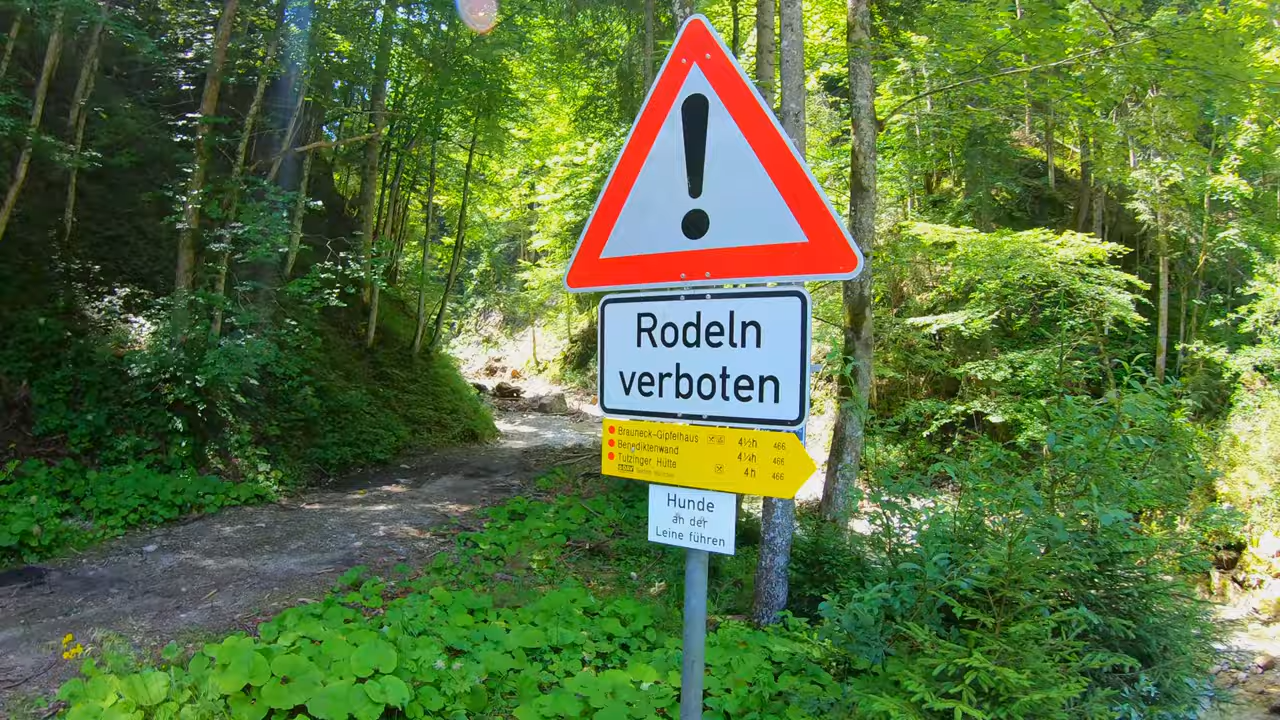 !
Rodeln
verboten
Brauneck-Gipfelhaus 4½h 466
Benediktenwand 4½h 466
Tutzinger Hütte 4h 466
Hunde
an der
Leine führen